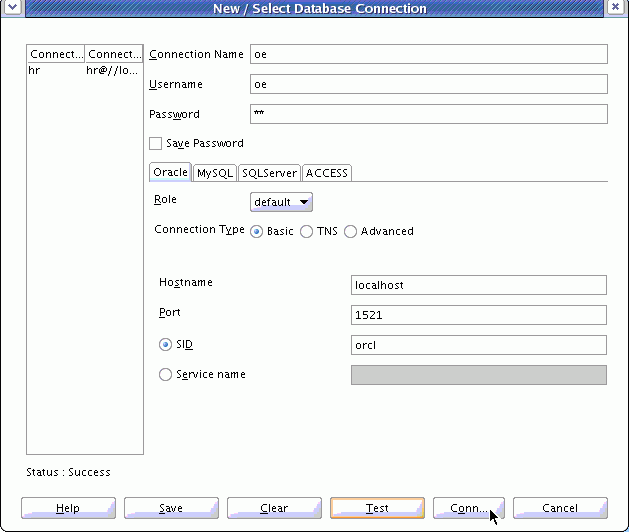 New / Select Database Connection
Connect... Connect...
hr hr@//lo...
Connection Name oe
Username oe
Password **
Save Password
Oracle MySQL SQLServer ACCESS
Role default
Connection Type Basic TNS Advanced
Hostname localhost
Port 1521
SID orcl
Service name
Status : Success
Help Save Clear Test Conn... Cancel